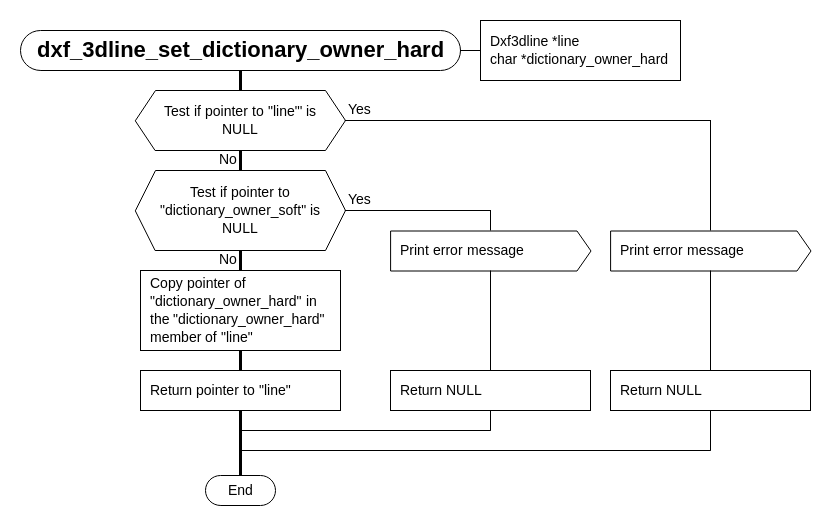 dxf_3dline_set_dictionary_owner_hard
Dxf3dline *line
char *dictionary_owner_hard
Test if pointer to "line'" is
NULL
Yes
No
Test if pointer to
"dictionary_owner_soft" is
NULL
Yes
No
Print error message
Print error message
Copy pointer of
"dictionary_owner_hard" in
the "dictionary_owner_hard"
member of "line"
Return pointer to "line"
Return NULL
Return NULL
End